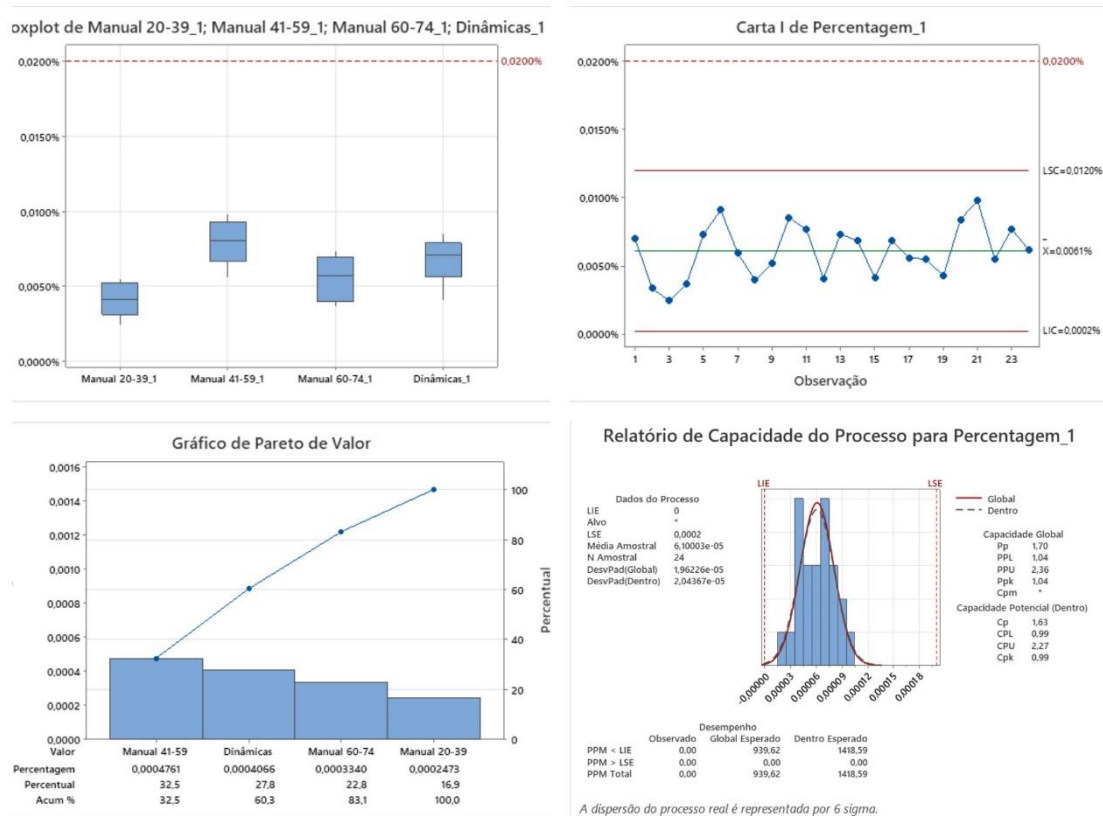 oxplot de Manual 20-39_1; Manual 41-59_1; Manual 60-74_1; Dinâmicas_1
0,0200%
0,0200%
0,0150%
0,0100%
0,0050%
0,0000%
Manual 20-39_1 Manual 41-59_1 Manual 60-74_1 Dinâmicas_1
Carta I de Percentagem_1
0,0200%
0,0200%
0,0150%
LSC=0,0120%
0,0100%
X=0,0061%
0,0050%
0,0000%
LIC=0,0002%
1 3 5 7 9 11 13 15 17 19 21 23
Observação
Gráfico de Pareto de Valor
0,0016
0,0014
0,0012
0,0010
0,0008
0,0006
0,0004
0,0002
0,0000
100
80
60
40
20
0
Percentual
Valor Manual 41-59 Dinâmicas Manual 60-74 Manual 20-39
Percentagem 0,0004761 0,0004066 0,0003340 0,0002473
Percentual 32,5 27,8 22,8 16,9
Acum % 32,5 60,3 83,1 100,0
Relatório de Capacidade do Processo para Percentagem_1
Dados do Processo
LIE 0
Alvo *
LSE 0,0002
Média Amostral 6,10003e-05
N Amostral 24
DesvPad(Global) 1,96226e-05
DesvPad(Dentro) 2,04367e-05
LIE LSE
Global
Dentro
Capacidade Global
Pp 1,70
PPL 1,04
PPU 2,36
Ppk 1,04
Cpm *
Capacidade Potencial (Dentro)
Cp 1,63
CPL 0,99
CPU 2,27
Cpk 0,99
-0,00000 0,00003 0,00006 0,00009 0,00012 0,00015 0,00018
Desempenho
Observado Global Esperado Dentro Esperado
PPM < LIE 0,00 939,62 1418,59
PPM > LSE 0,00 0,00 0,00
PPM Total 0,00 939,62 1418,59
A dispersão do processo real é representada por 6 sigma.